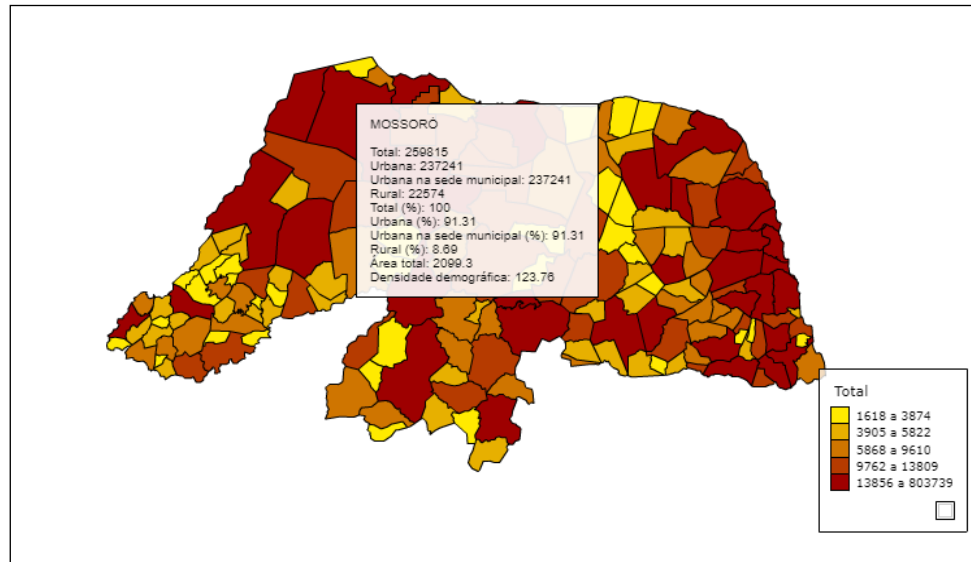 MOSSORÓ
Total: 259815
Urbana: 237241
Urbana na sede municipal: 237241
Rural: 22574
Total (%): 100
Urbana (%): 91.31
Urbana na sede municipal (%): 91.31
Rural (%): 8.69
Área total: 2099.3
Densidade demográfica: 123.76
Total
1618 a 3874
3905 a 5822
5868 a 9610
9762 a 13809
13856 a 803739